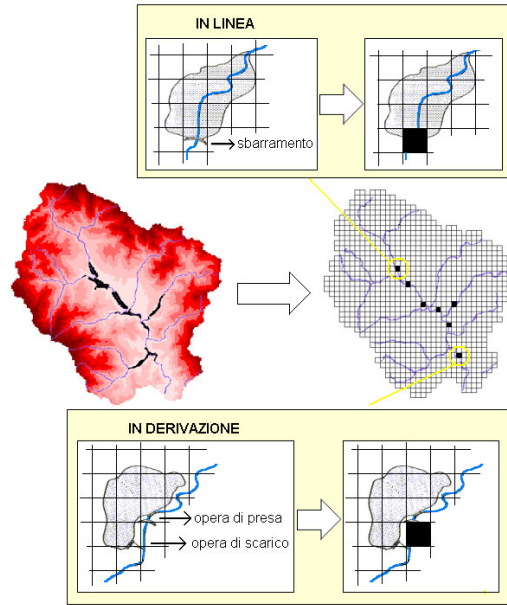 IN LINEA
sbarramento
IN DERIVAZIONE
opera di presa
opera di scarico